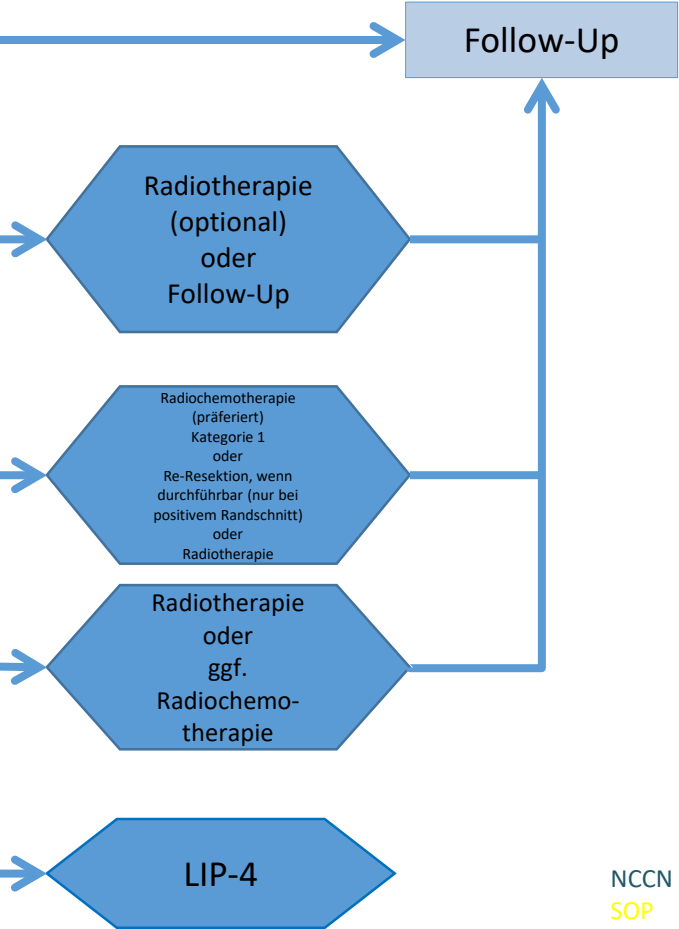 Follow-Up
Radiotherapie
(optional)
oder
Follow-Up
Radiochemotherapie
(präferiert)
Kategorie 1
oder
Re-Resektion, wenn
durchführbar (nur bei
positivem Randschnitt)
oder
Radiotherapie
Radiotherapie
oder
ggf.
Radiochemo-
therapie
LIP-4
NCCN
SOP